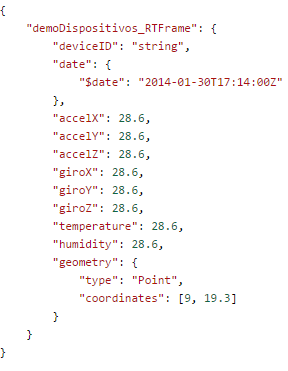 {
    "demoDispositivos_RTFrame": {
        "deviceID": "string",
        "date": {
            "$date": "2014-01-30T17:14:00Z"
        },
        "accelX": 28.6,
        "accelY": 28.6,
        "accelZ": 28.6,
        "giroX": 28.6,
        "giroY": 28.6,
        "giroZ": 28.6,
        "temperature": 28.6,
        "humidity": 28.6,
        "geometry": {
            "type": "Point",
            "coordinates": [9, 19.3]
        }
    }
}